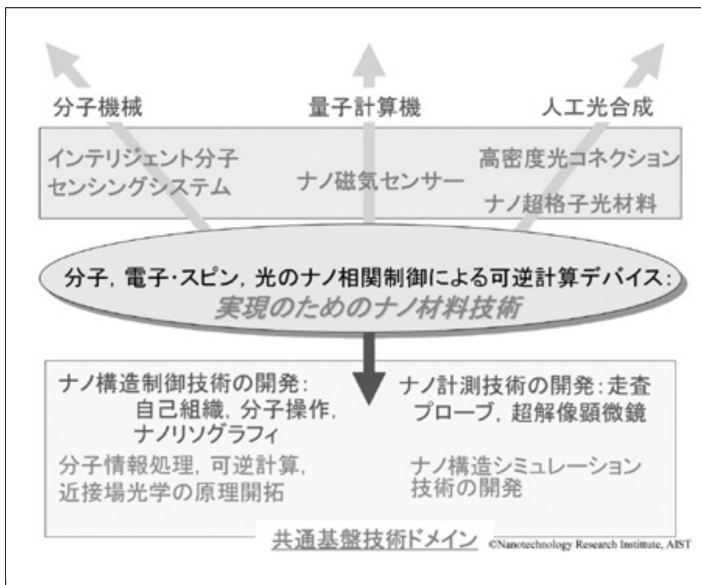 分子機械
量子計算機
人工光合成
インテリジェント分子
センシングシステム
ナノ磁気センサー
高密度光コネクション
ナノ超格子光材料
分子，電子・スピン，光のナノ相関制御による可逆計算デバイス：
実現のためのナノ材料技術
ナノ構造制御技術の開発：
自己組織，分子操作，
ナノリソグラフィ
分子情報処理，可逆計算，
近接場光学の原理開拓
ナノ計測技術の開発：走査
プローブ，超解像顕微鏡
ナノ構造シミュレーション
技術の開発
共通基盤技術ドメイン
©Nanotechnology Research Instiitute, AIST